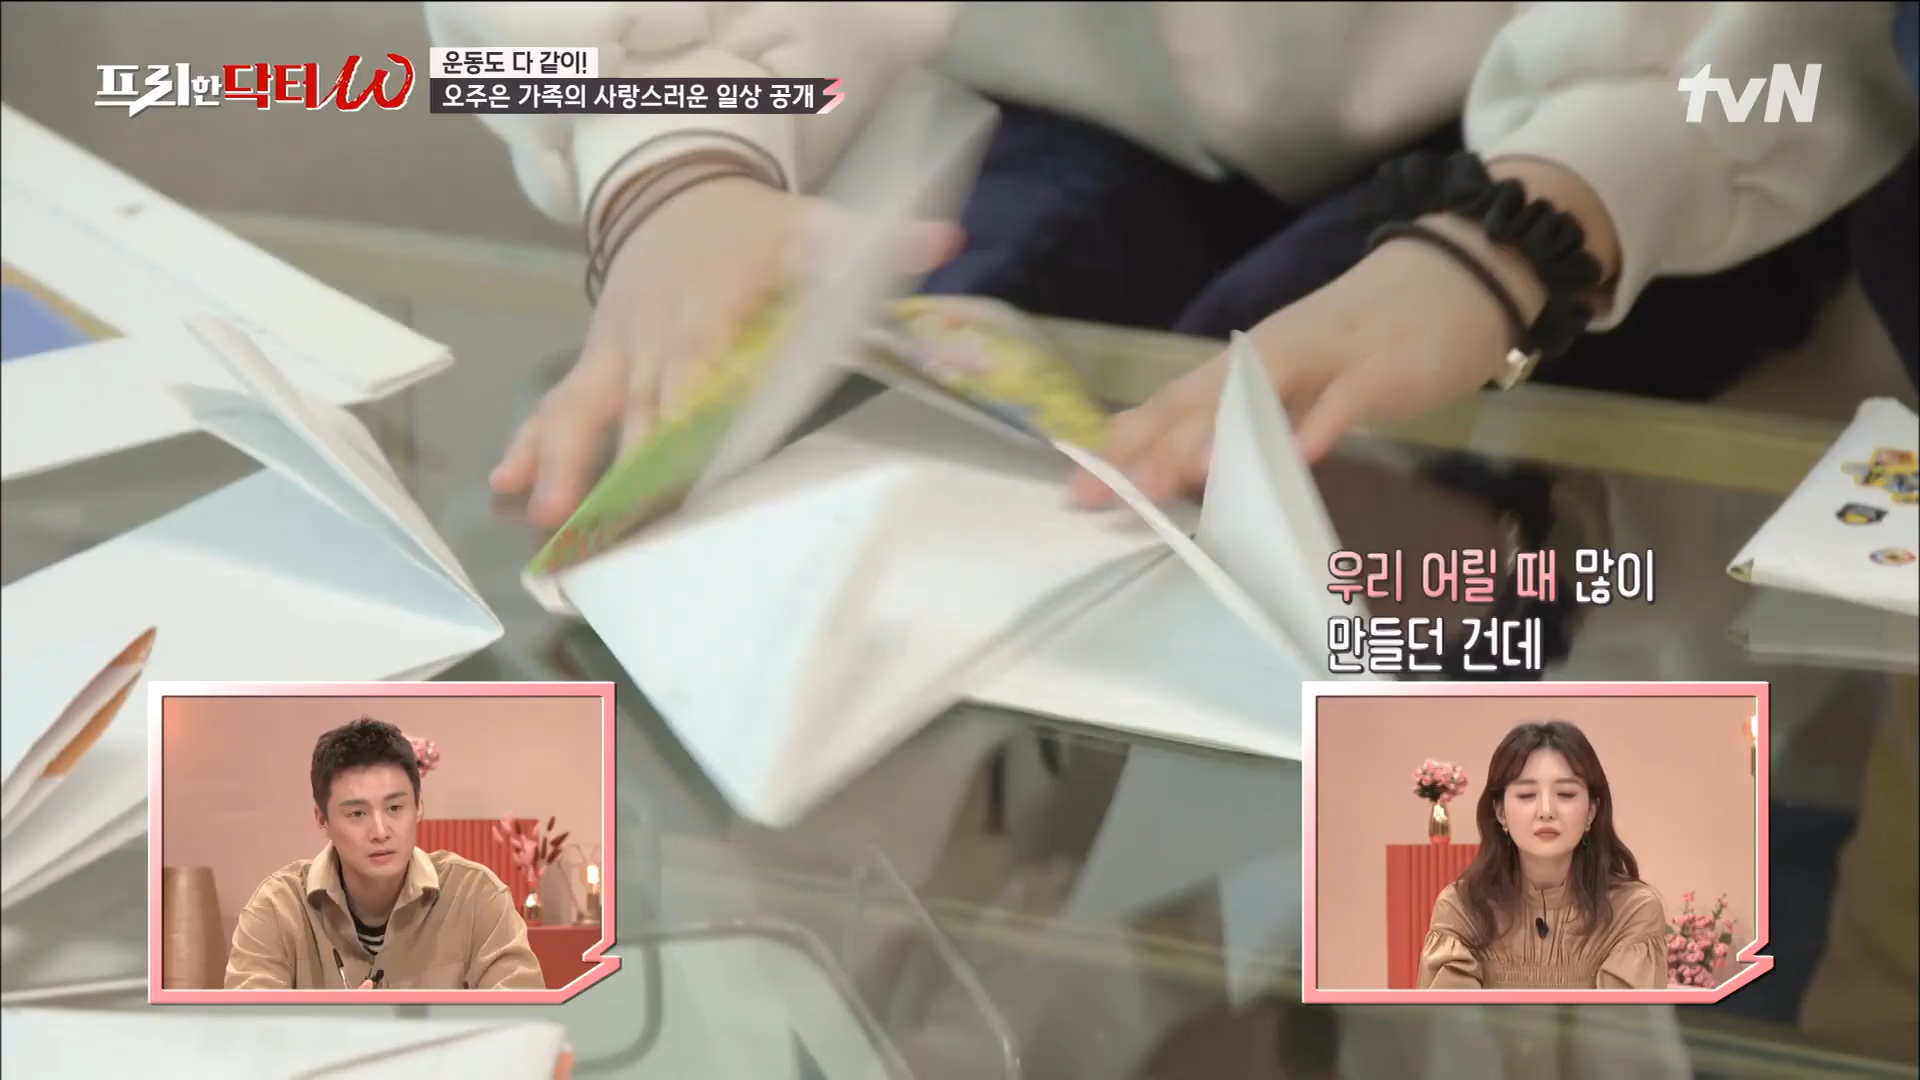 프리한닥터W
운동도 다 같이!
오주은 가족의 사랑스러운 일상 공개
tvN
우리 어릴 때 많이
만들던 건데